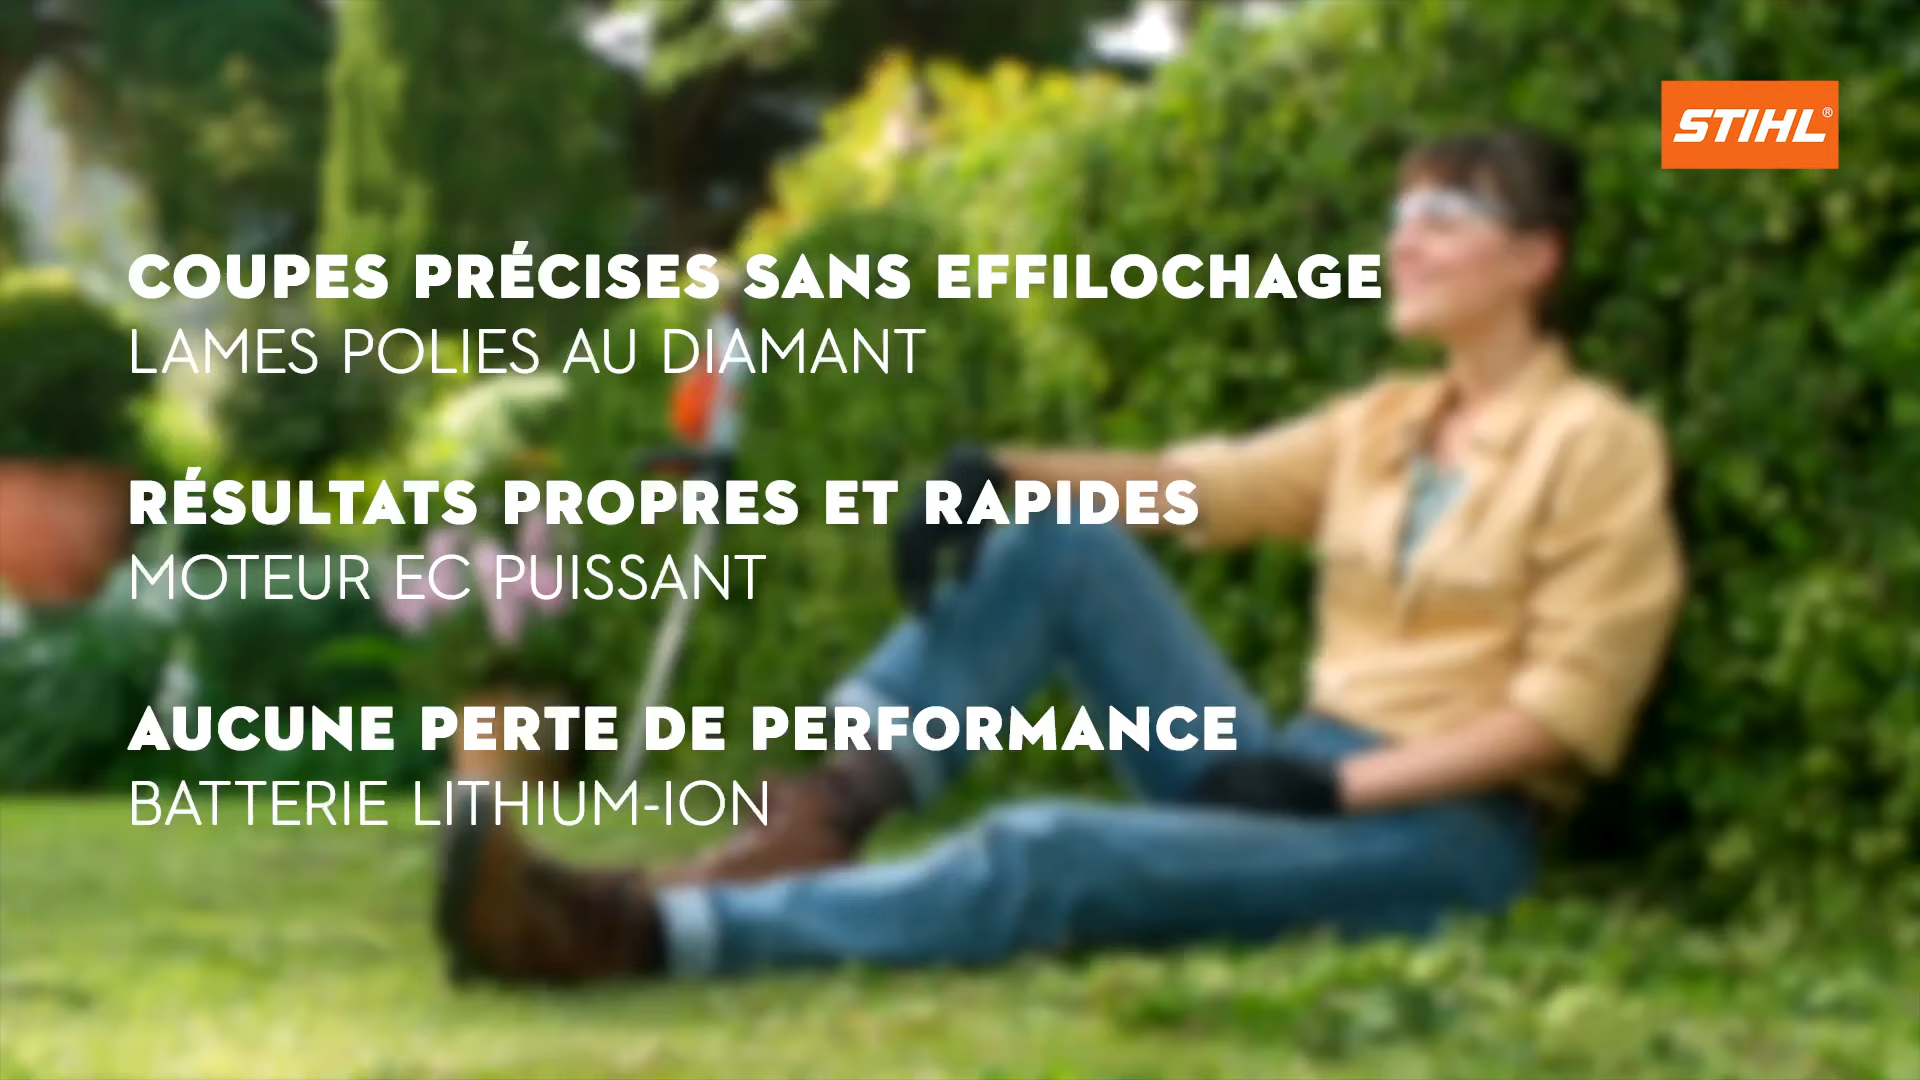 STIHL®
COUPES PRÉCISES SANS EFFILOCHAGE
LAMES POLIES AU DIAMANT
RÉSULTATS PROPRES ET RAPIDES
MOTEUR EC PUISSANT
AUCUNE PERTE DE PERFORMANCE
BATTERIE LITHIUM-ION